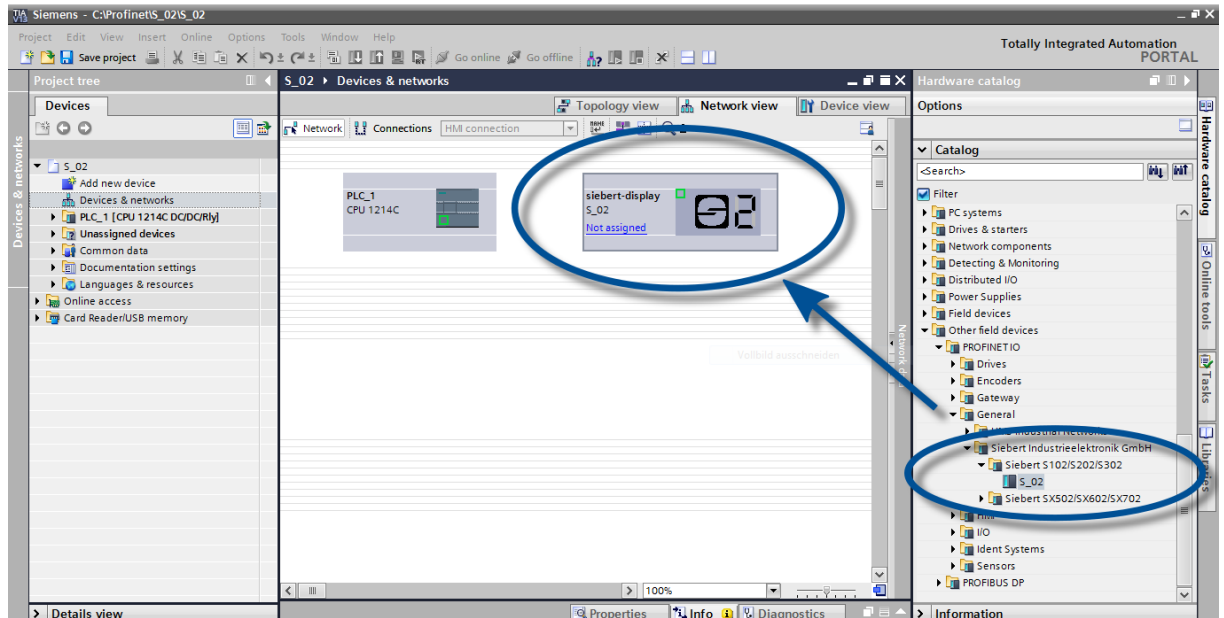 Siemens - C:\Profinet\S_02\S_02
Project Edit View Insert Online Options Tools Window Help
Save project
Go online
Go offline
Totally Integrated Automation
PORTAL
Project tree
Devices
S_02
Add new device
Devices & networks
PLC_1 [CPU 1214C DC/DC/Rly]
Unassigned devices
Common data
Documentation settings
Languages & resources
Online access
Card Reader/USB memory
Details view
Devices & networks
S_02 ▸ Devices & networks
Topology view
Network view
Device view
Network
Connections
HMI connection
PLC_1
CPU 1214C
siebert-display
S_02
Not assigned
Vollbild ausschneiden
100%
Properties
Info
Diagnostics
Hardware catalog
Options
Catalog
<Search>
Filter
PC systems
Drives & starters
Network components
Detecting & Monitoring
Distributed I/O
Power Supplies
Field devices
Other field devices
PROFINET IO
Drives
Encoders
Gateway
General
Siebert Industrieelektronik GmbH
Siebert S102/S202/S302
S_02
Siebert SX502/SX602/SX702
I/O
Ident Systems
Sensors
PROFIBUS DP
Information
Hardware catalog
Online tools
Tasks
Libraries